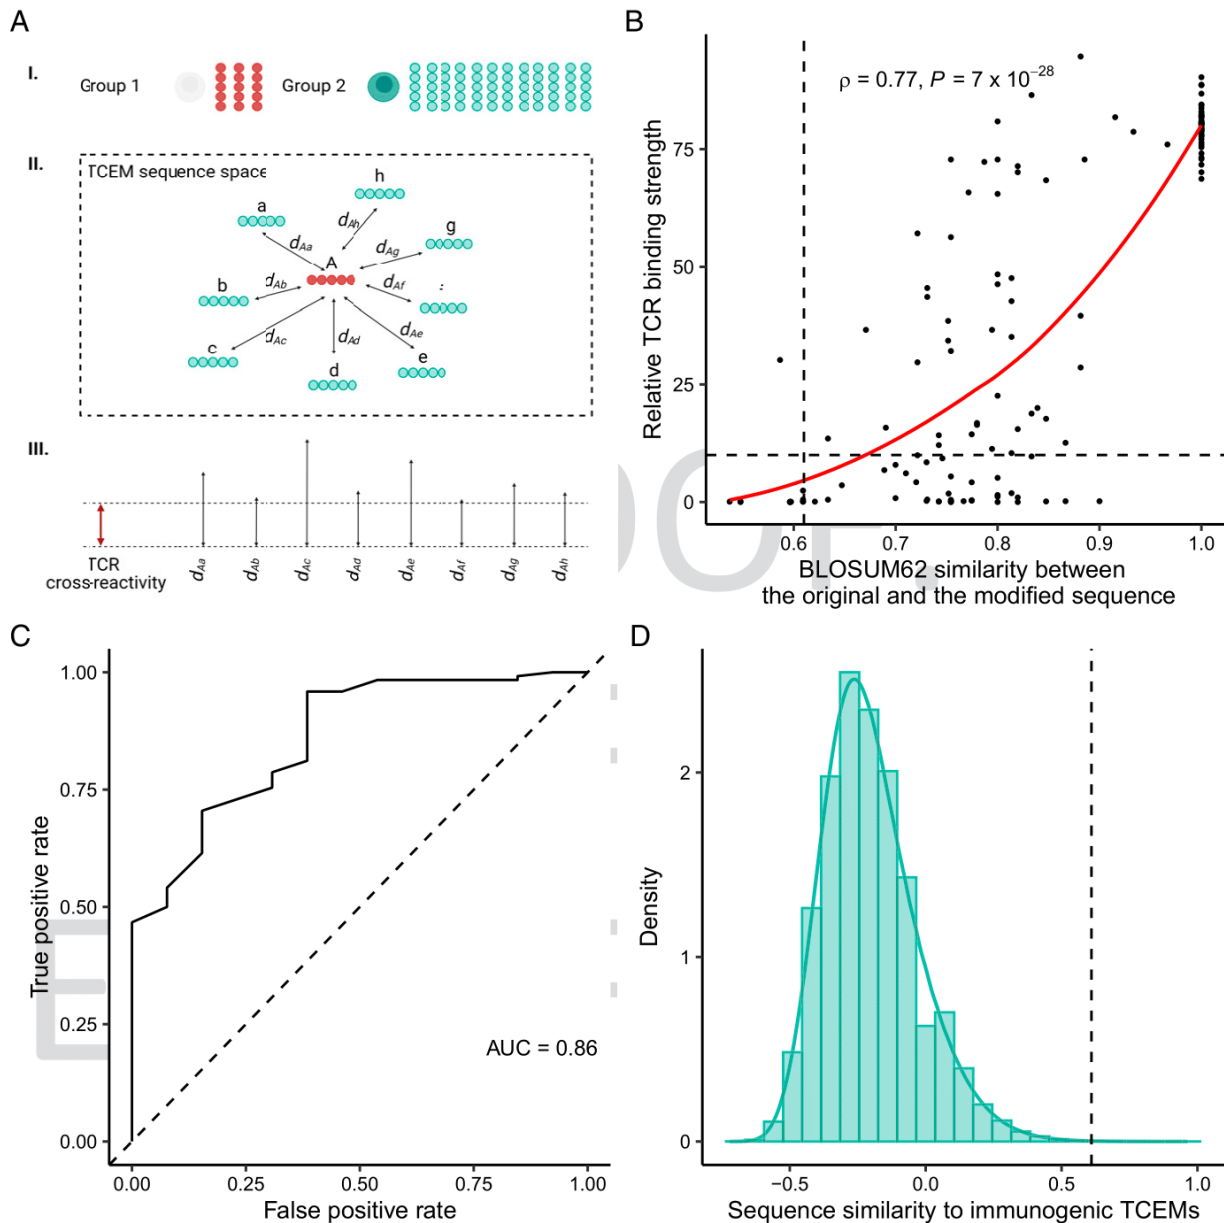 A
I.
Group 1
Group 2
II.
TCEM sequence space
h
a
g
A
b
c
d
e
:
dAh
dAa
dAg
dAb
dAf
dAc
dAd
dAe
III.
TCR
cross-reactivity
dAa
dAb
dAc
dAd
dAe
dAf
dAg
dAh
B
ρ = 0.77, P = 7 x 10⁻²⁸
Relative TCR binding strength
75
50
25
0
0.6
0.7
0.8
0.9
1.0
BLOSUM62 similarity between
the original and the modified sequence
C
True positive rate
1.00
0.75
0.50
0.25
0.00
AUC = 0.86
0.00
0.25
0.50
0.75
1.00
False positive rate
D
Density
2
1
0
−0.5
0.0
0.5
1.0
Sequence similarity to immunogenic TCEMs